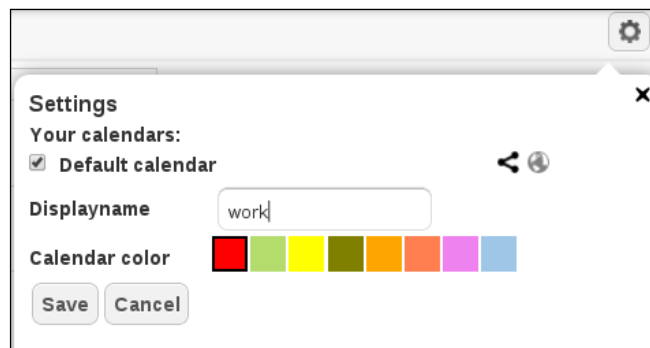 Settings
Your calendars:
Default calendar
Displayname work
Calendar color
Save Cancel